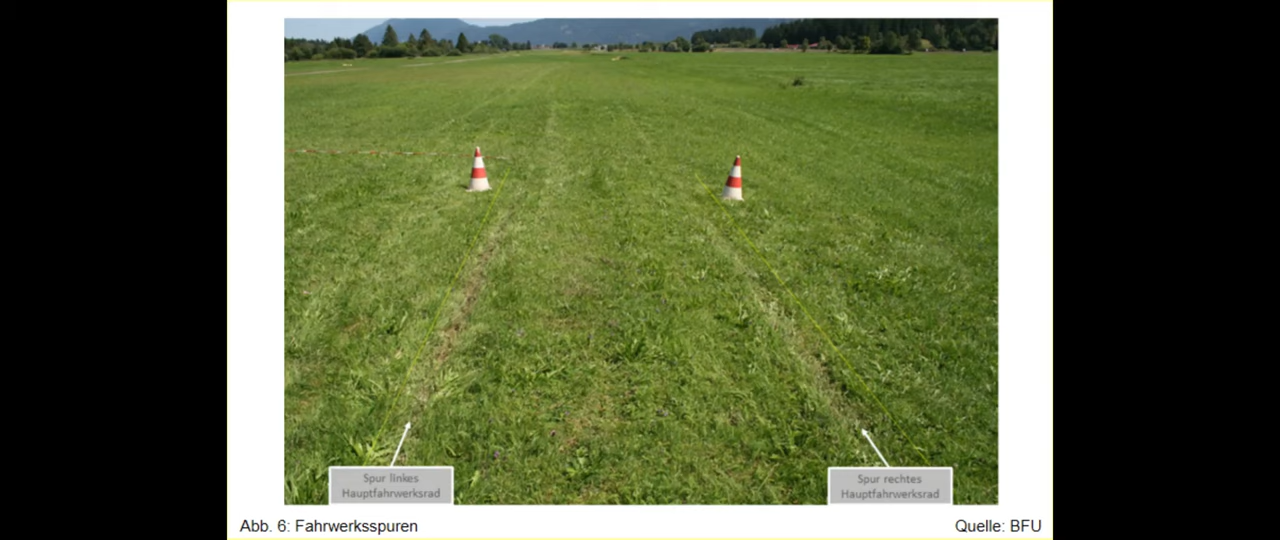 Spur linkes
Hauptfahrwerksrad
Spur rechtes
Hauptfahrwerksrad
Abb. 6: Fahrwerksspuren
Quelle: BFU